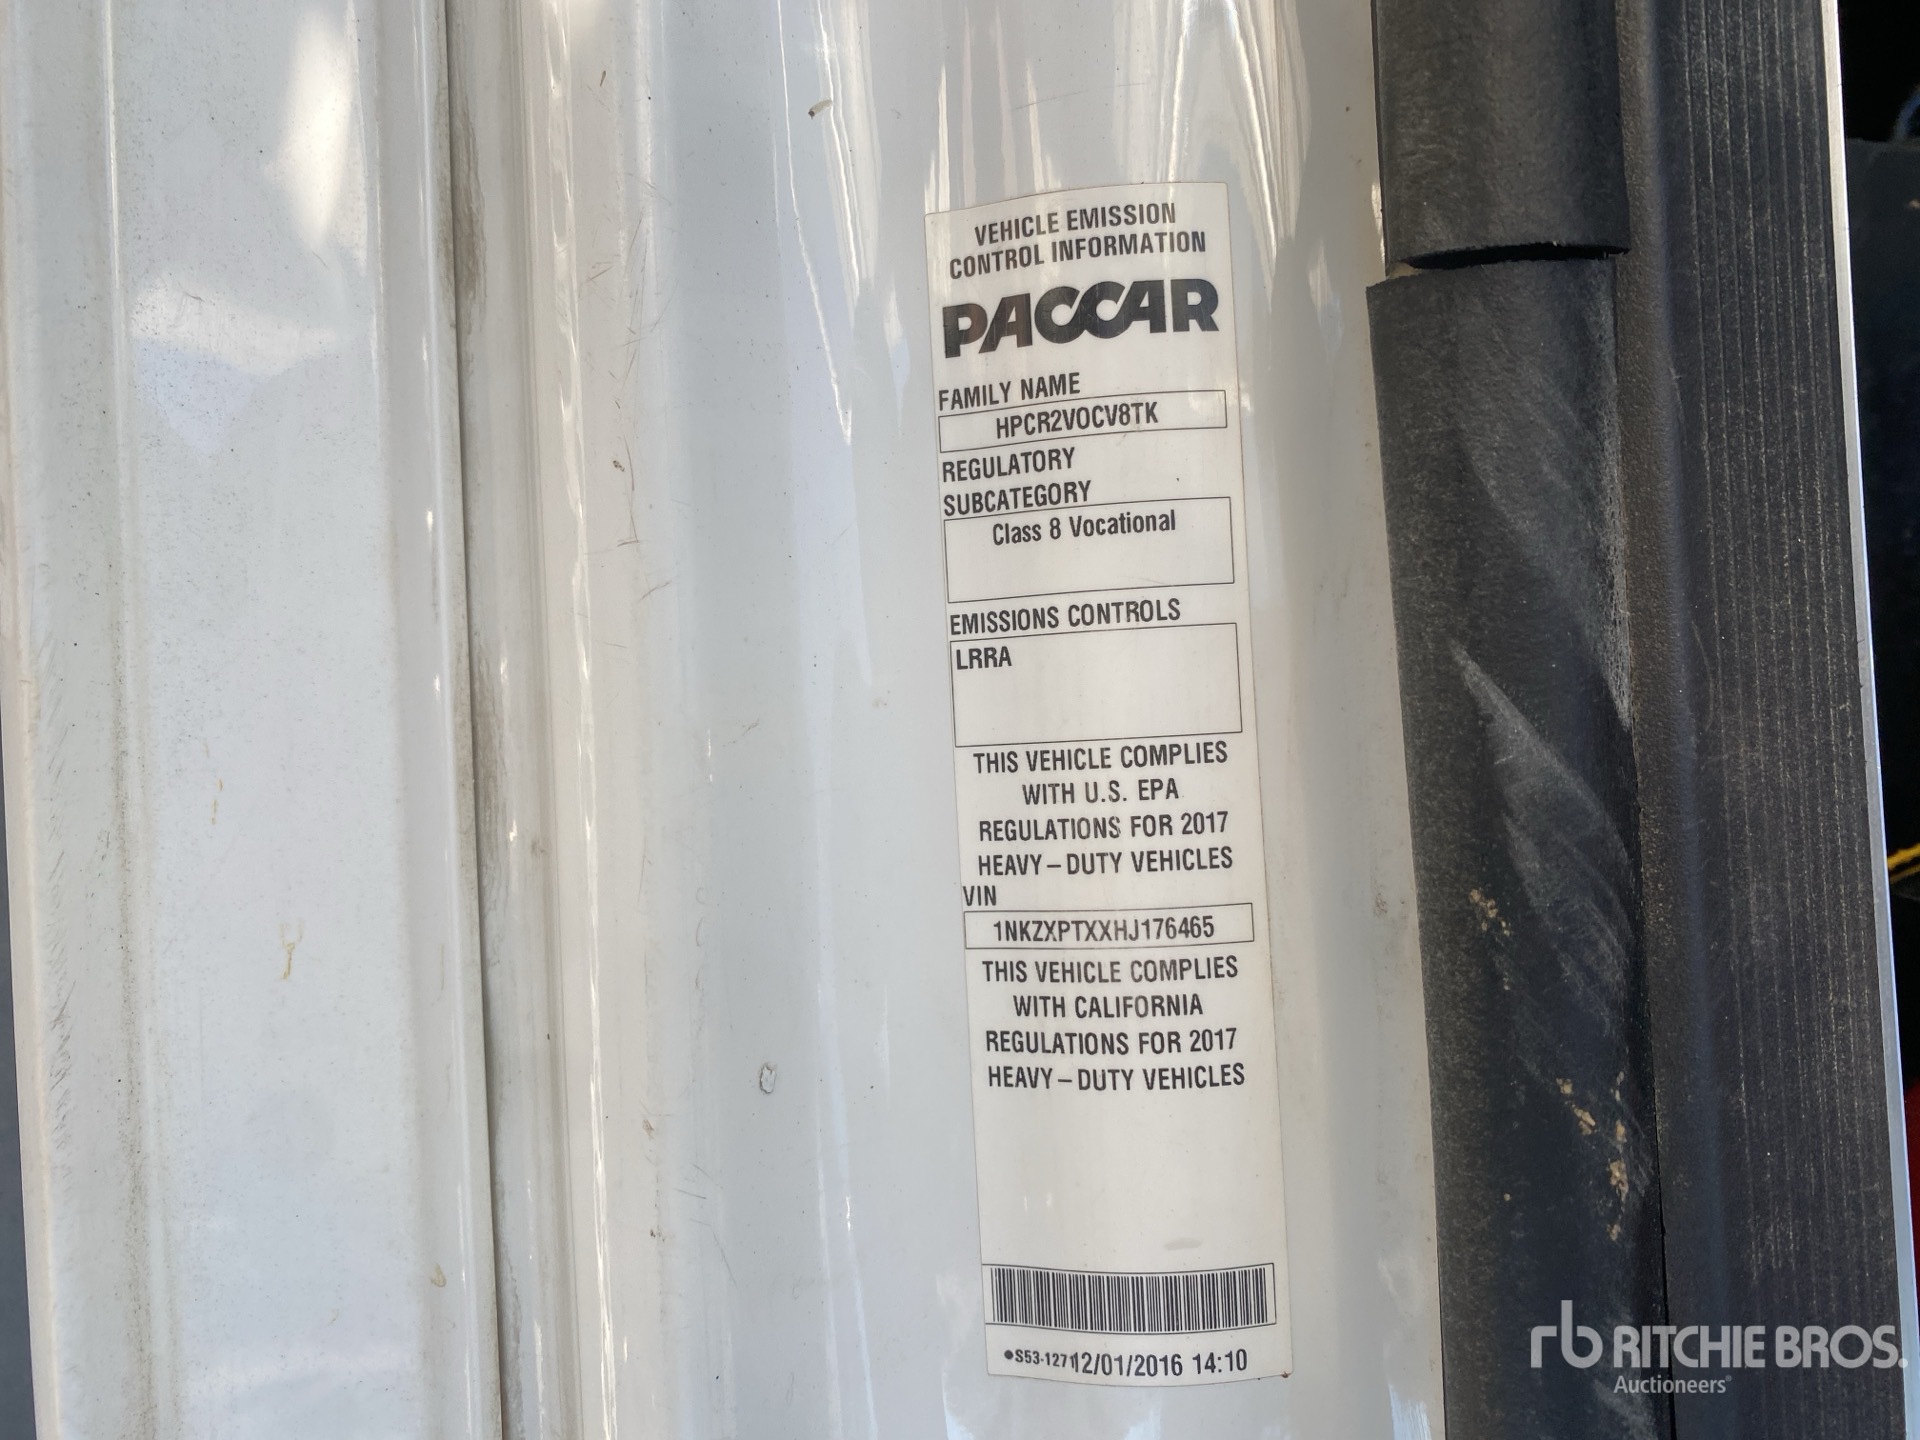 VEHICLE EMISSION
CONTROL INFORMATION
PACCAR
FAMILY NAME
HPCR2VOCV8TK
REGULATORY
SUBCATEGORY
Class 8 Vocational
EMISSIONS CONTROLS
LRRA
THIS VEHICLE COMPLIES
WITH U.S. EPA
REGULATIONS FOR 2017
HEAVY – DUTY VEHICLES
VIN
1NKZXPTXXHJ176465
THIS VEHICLE COMPLIES
WITH CALIFORNIA
REGULATIONS FOR 2017
HEAVY – DUTY VEHICLES
•S53-1271 12/01/2016 14:10
rb RITCHIE BROS.
Auctioneers